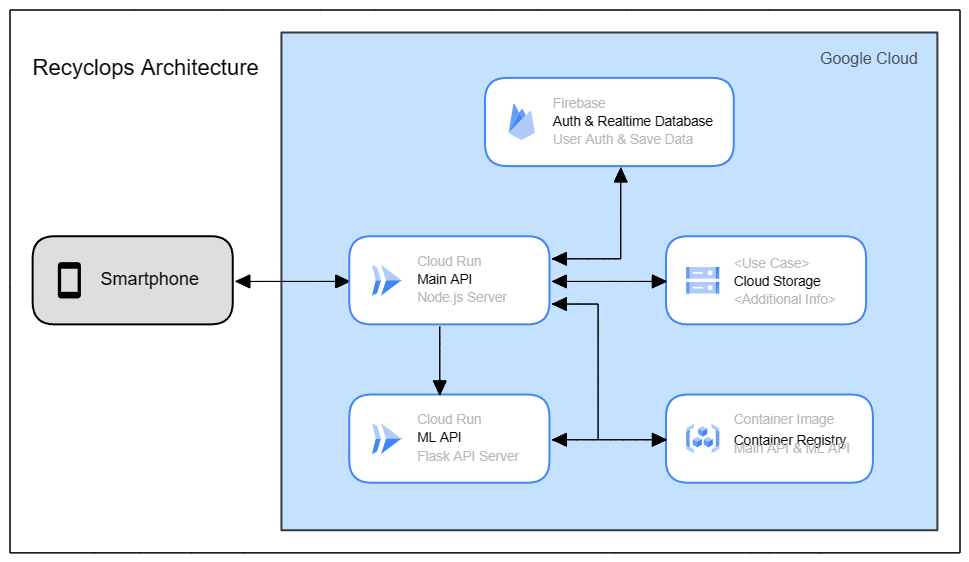 Recyclops Architecture
Google Cloud
Firebase
Auth & Realtime Database
User Auth & Save Data
Smartphone
Cloud Run
Main API
Node.js Server
<Use Case>
Cloud Storage
<Additional Info>
Cloud Run
ML API
Flask API Server
Container Image
Container Registry
Main API & ML API